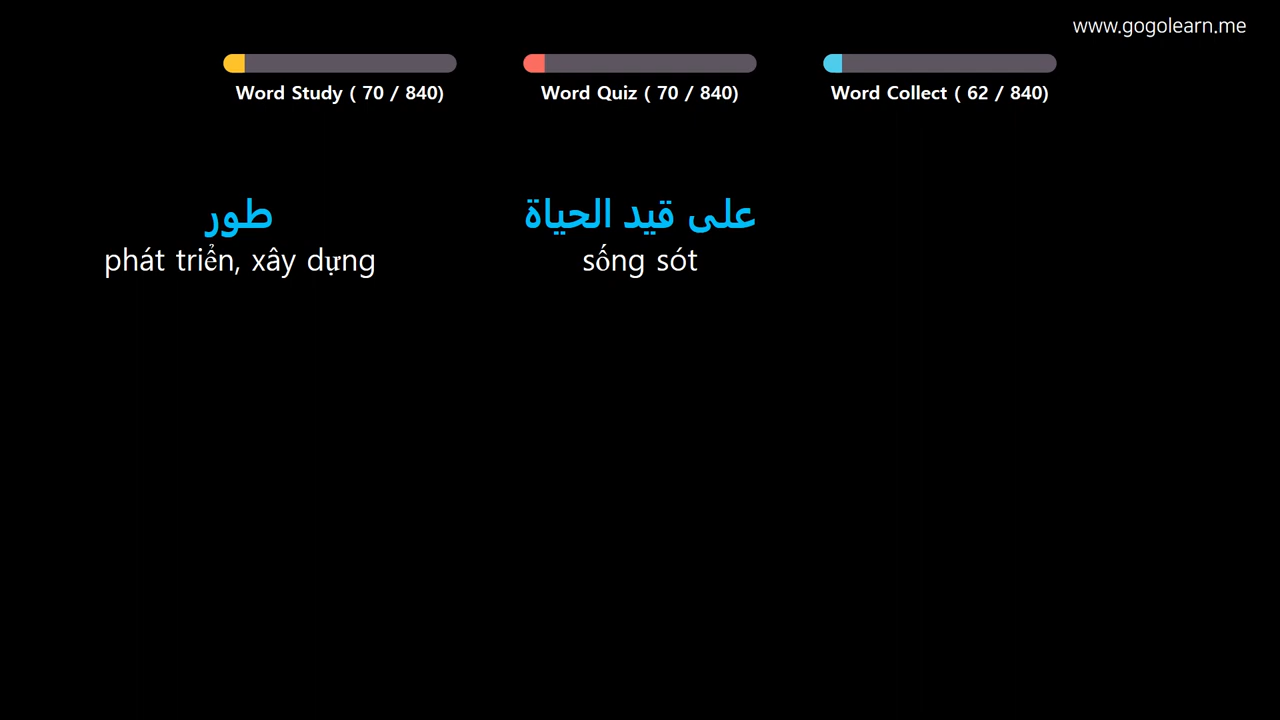 www.gogolearn.me
Word Study ( 70 / 840)
Word Quiz ( 70 / 840)
Word Collect ( 62 / 840)
طور
phát triển, xây dựng
على قيد الحياة
sống sót